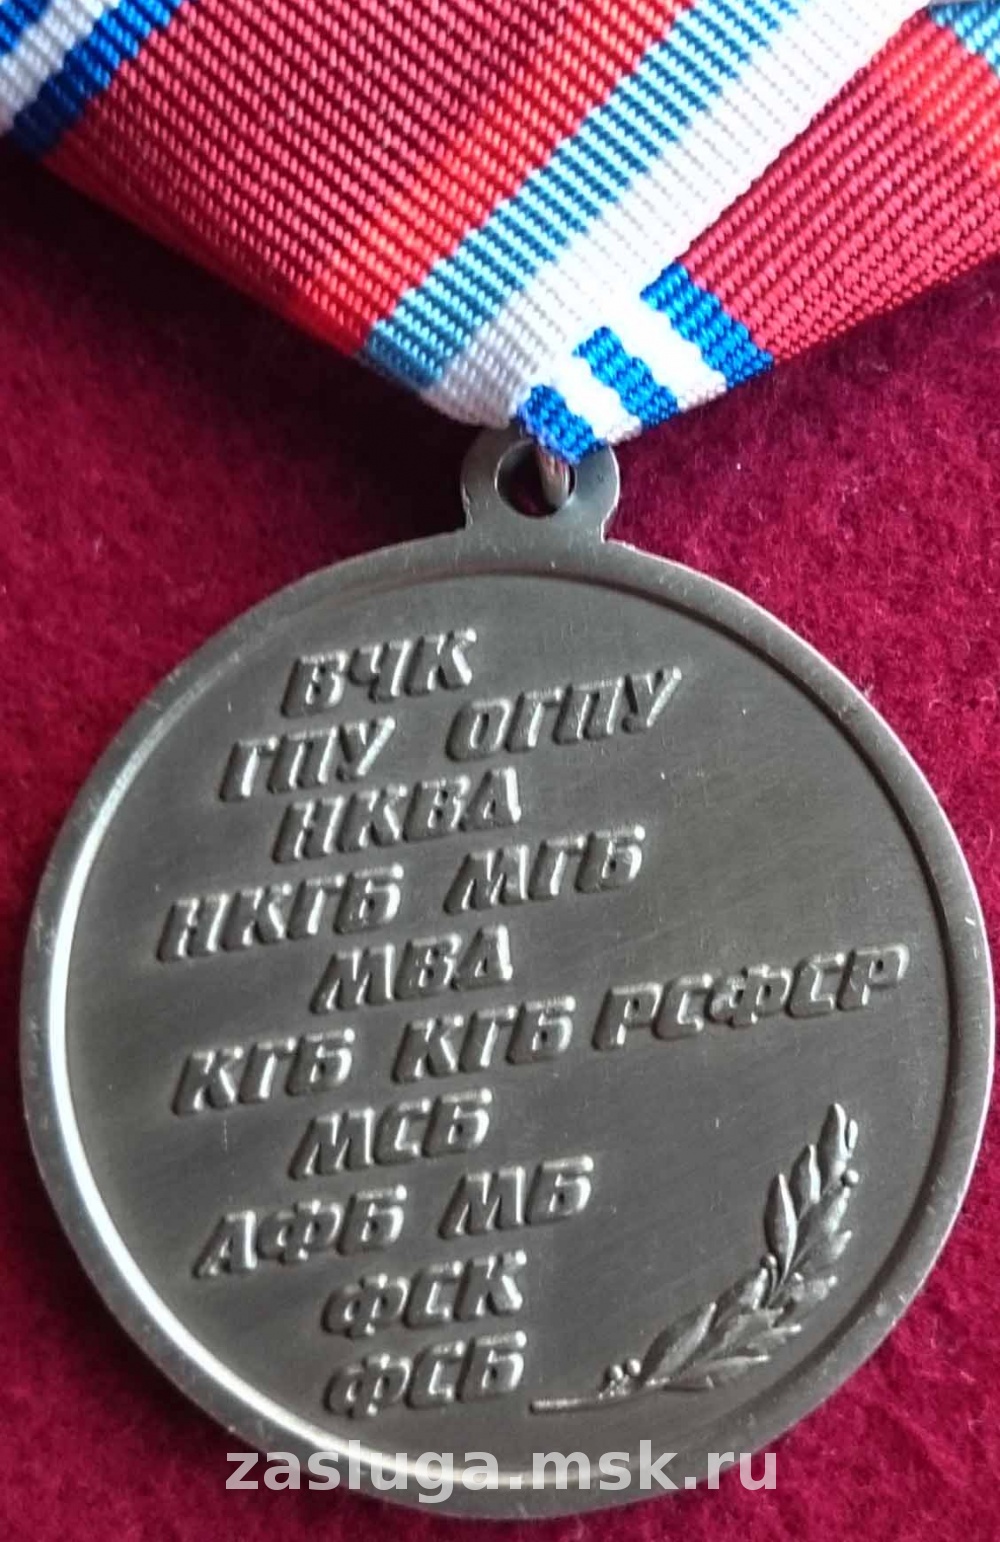 ВЧК
ГПУ ОГПУ
НКВД
НКГБ МГБ
МВД
КГБ КГБ РСФСР
МСБ
АФБ МБ
ФСК
ФСБ
zasluga.msk.ru